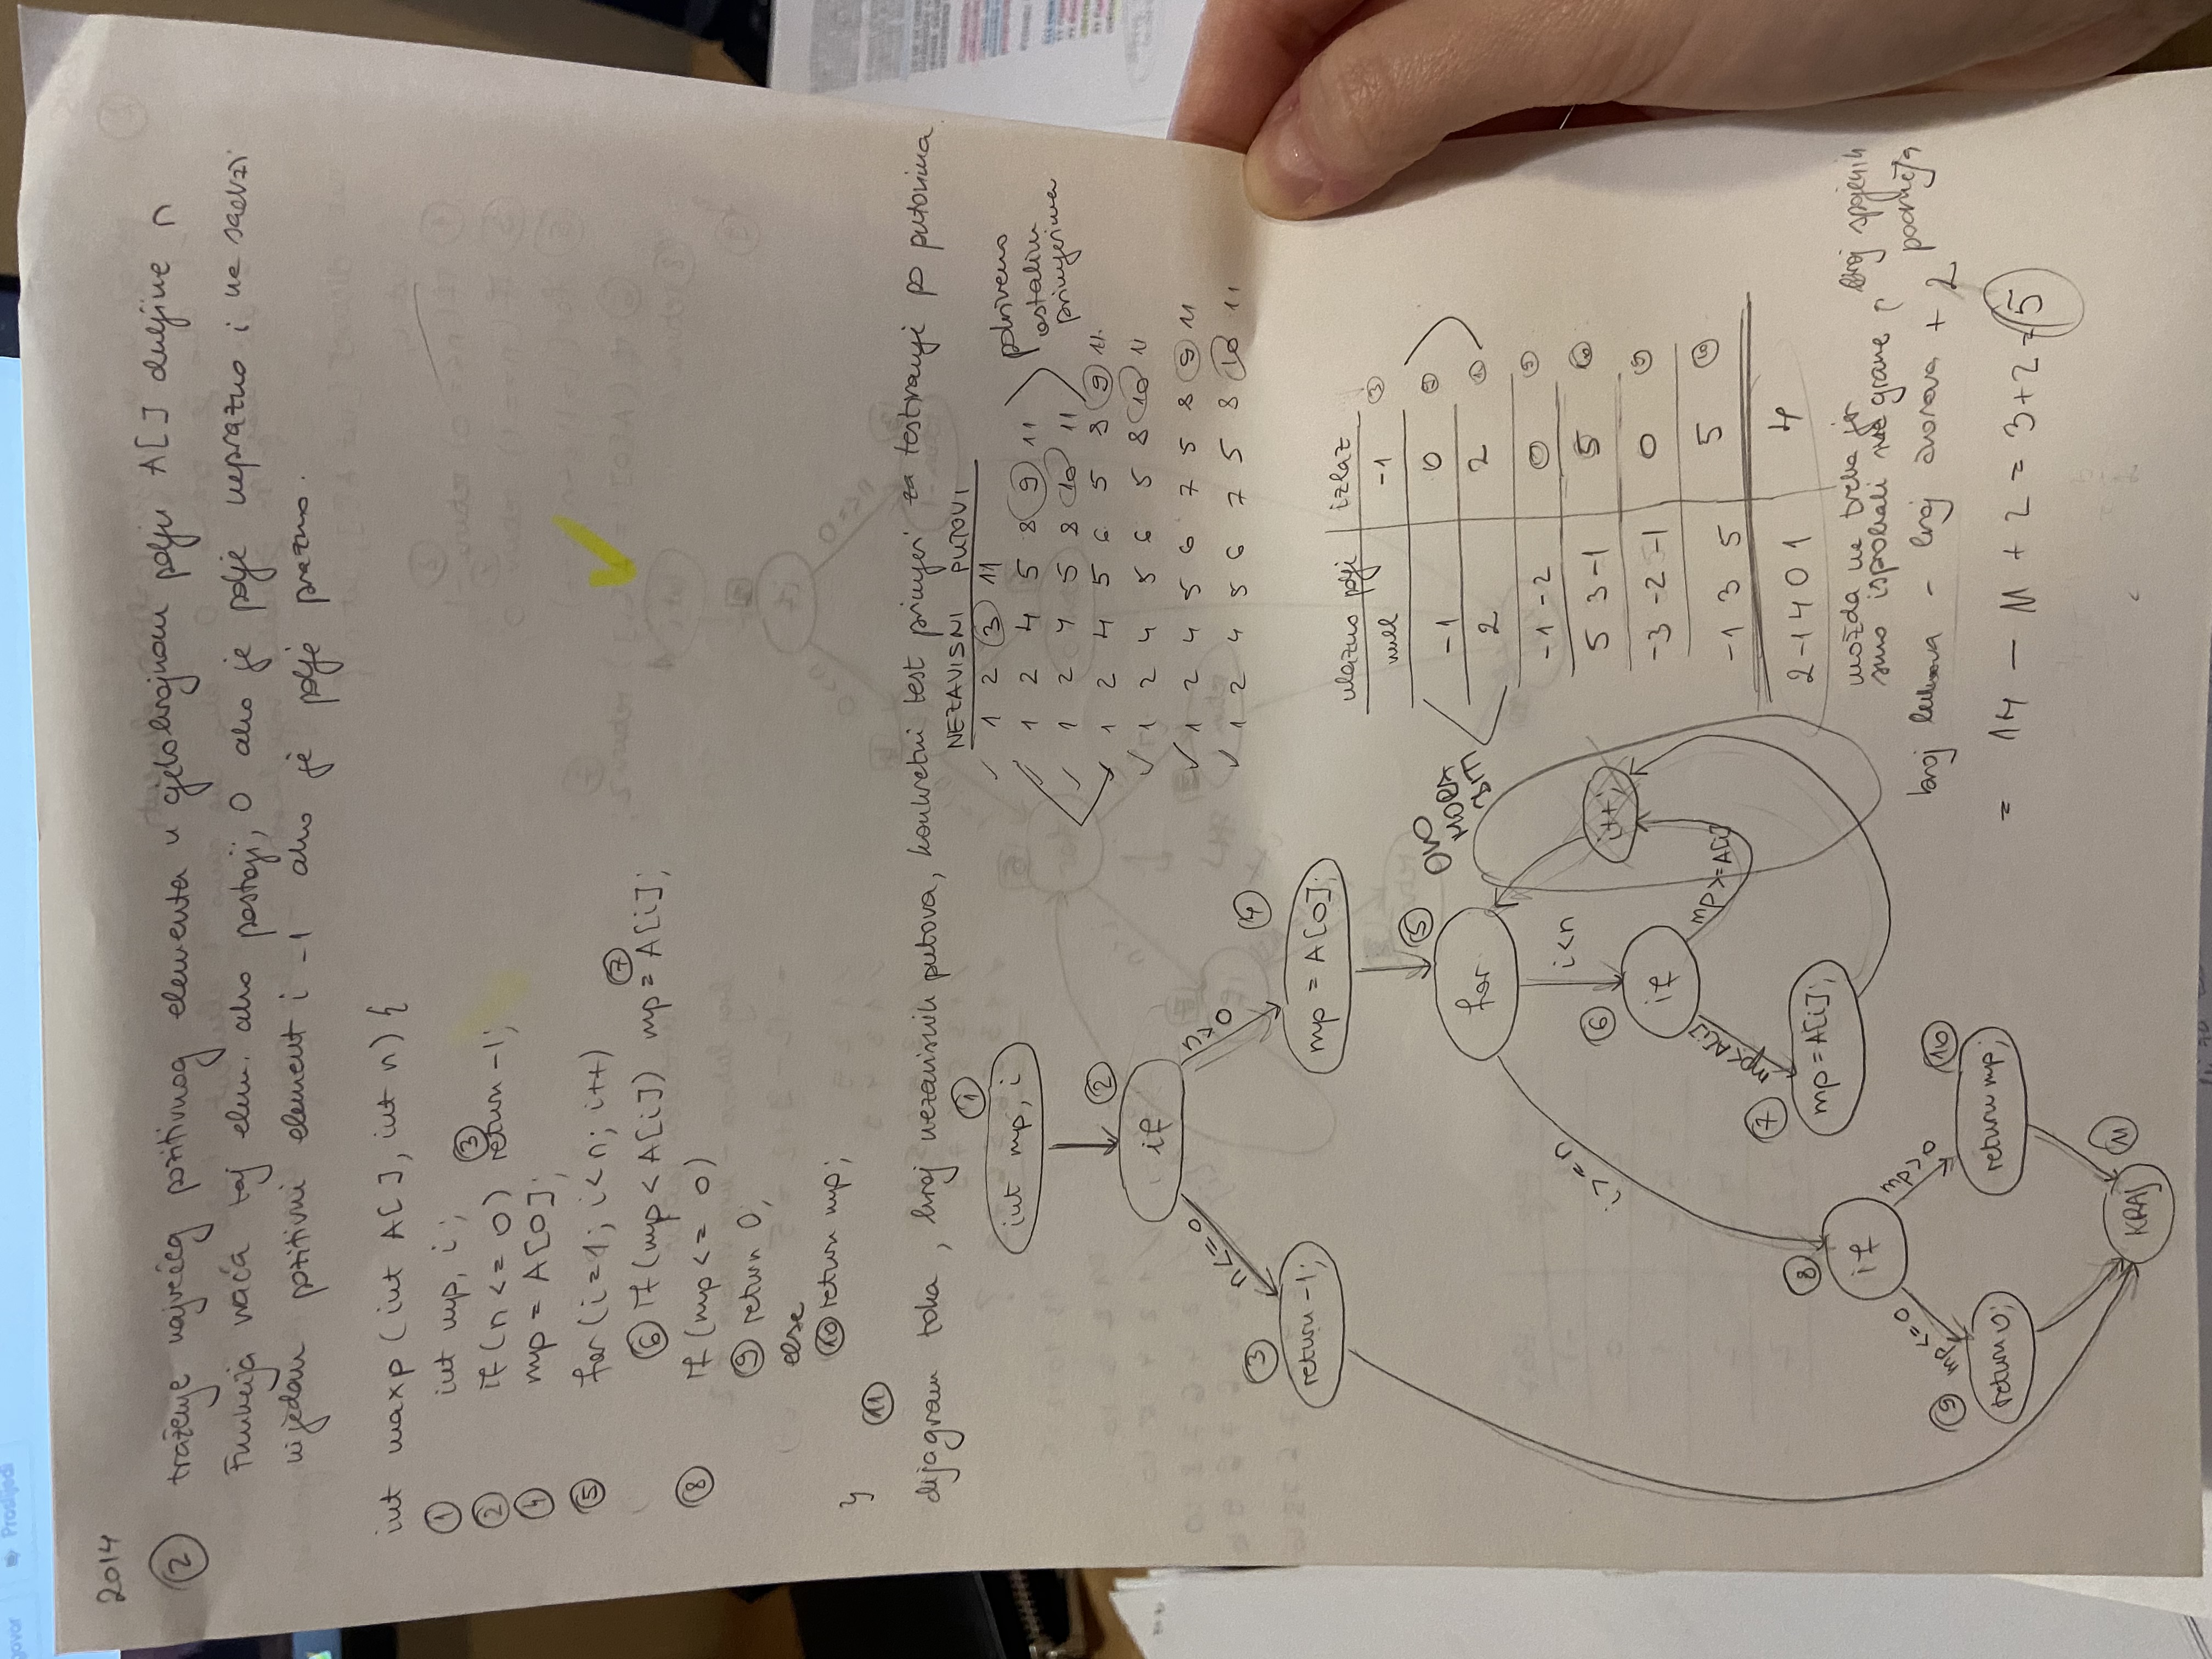 Proslijedi
2014
② traženje najvećeg pozitivnog elementa u cjelobrojnom polju A[] duljine n
Funkcija vraća taj elem. ako postoji, 0 ako je polje neprazno i ne sadrži
nijedan pozitivni element i -1 ako je polje prazno.
int maxp (int A[], int n) {
① int mp, i;
② if (n <= 0) ③ return -1;
④ mp = A[0];
⑤ for (i=1; i<n; i++)
⑥ if (mp < A[i]) ⑦ mp = A[i];
⑧ if (mp <= 0)
⑨ return 0;
else
⑩ return mp;
}
⑪
dijagram toka, broj nezavisnih putova, konkretni test primjeri za testiranje po putovima
① int mp, i
② if
n<=0
n>0
③ return -1;
④ mp = A[0];
⑤ for
OVO
MORA
BITI
i>=n
i<n
⑥ if
i++;
mp<A[i]
mp>=A[i]
⑦ mp = A[i];
⑧ if
mp<=0
mp>0
⑨ return 0;
⑩ return mp;
KRAJ ⑪
NEZAVISNI PUTOVI
✓ 1 2 ③ 11
✓ 1 2 4 5 8 ⑨ 11
✓ 1 2 4 5 8 ⑩ 11
pokriveno
ostalim
primjerima
✓ 1 2 4 5 6 5 8 ⑨ 11
✓ 1 2 4 5 6 5 8 ⑩ 11
✓ 1 2 4 5 6 7 5 8 ⑨ 11
✓ 1 2 4 5 6 7 5 8 ⑩ 11
ulazno polje izlaz
null -1 ③
-1 0 ⑨
2 2 ⑩
-1 -2 0 ⑨
5 3 -1 5 ⑩
-3 -2 -1 0 ⑨
-1 3 5 5 ⑩
2 -1 4 0 1 4
možda ne treba jer
smo isprobali sve grane
broj spojenih
područja
broj lukova - broj čvorova + 2
= 14 - 11 + 2 = 3+2 = 5